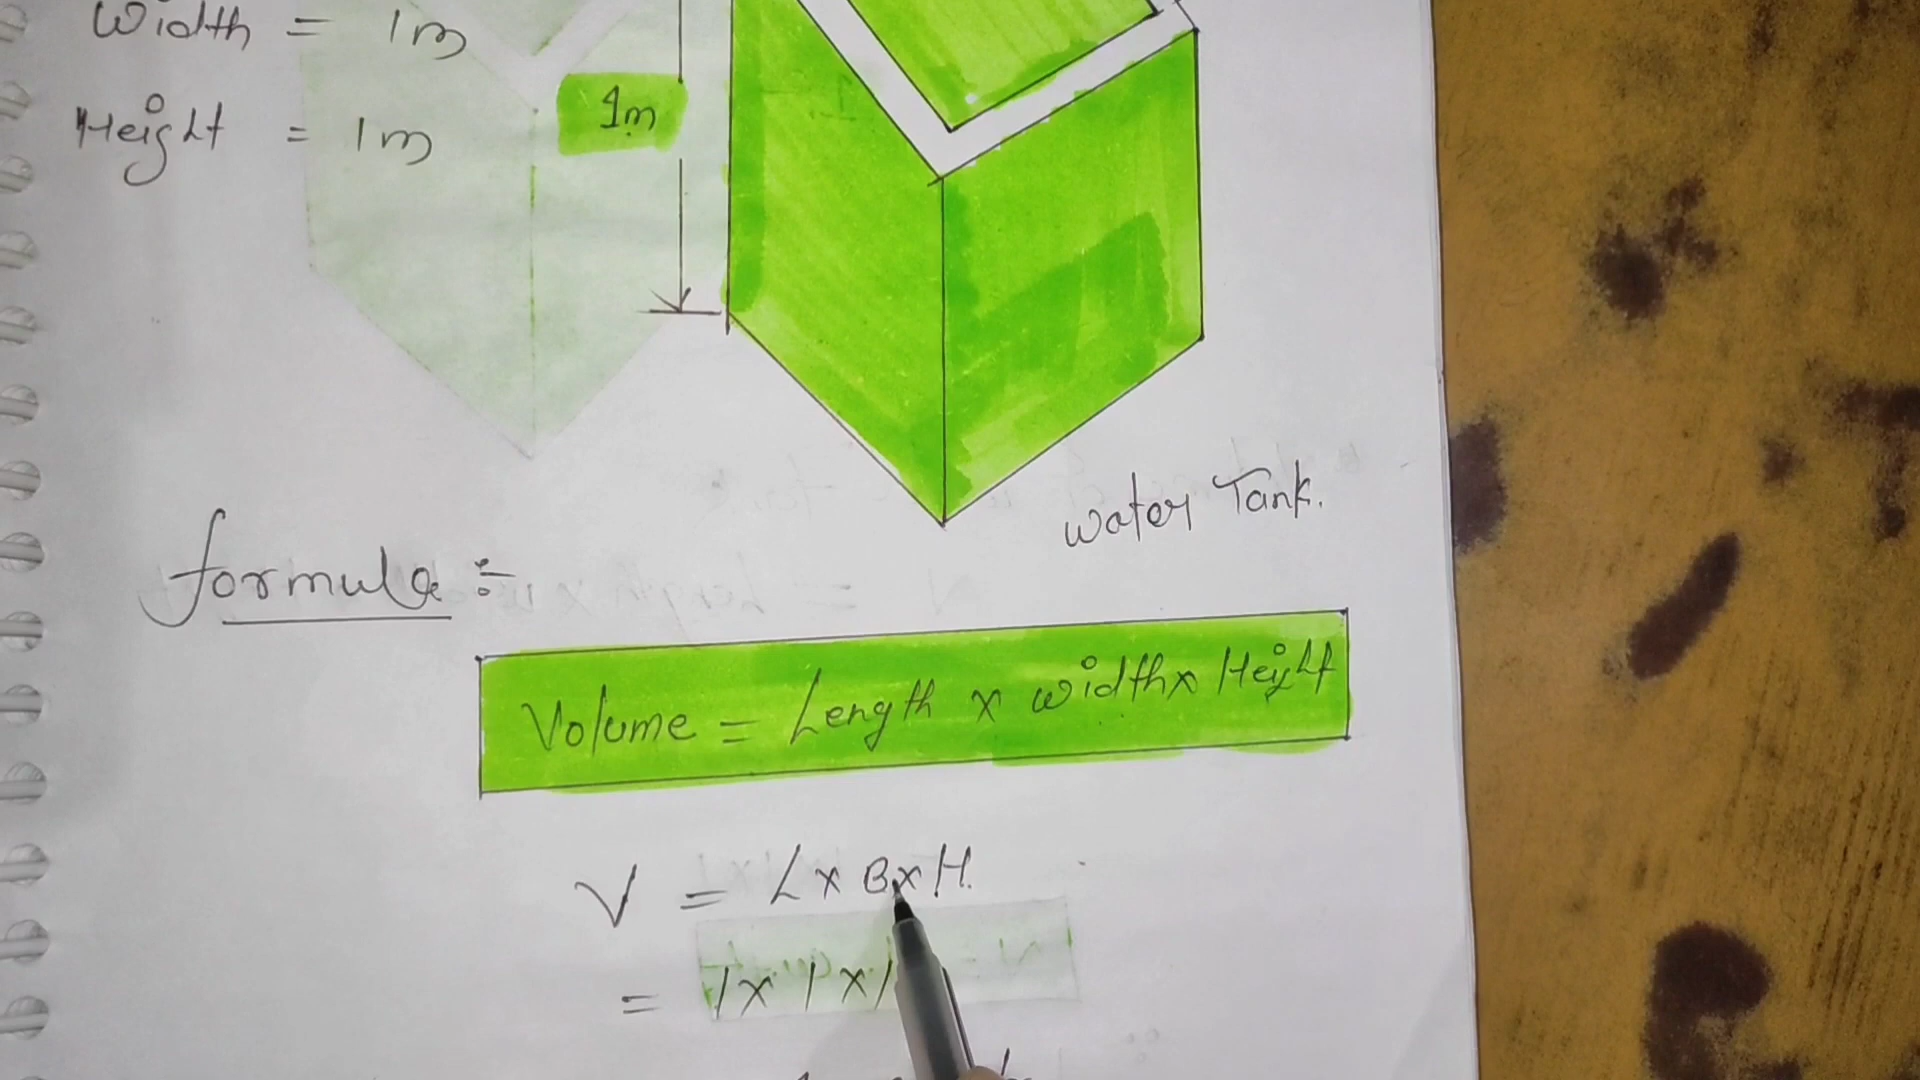 Width = 1m
Height = 1m
1m
Water Tank.
formula :-
Volume = Length x width x Height
V = L x B x H.
= 1 x 1 x 1